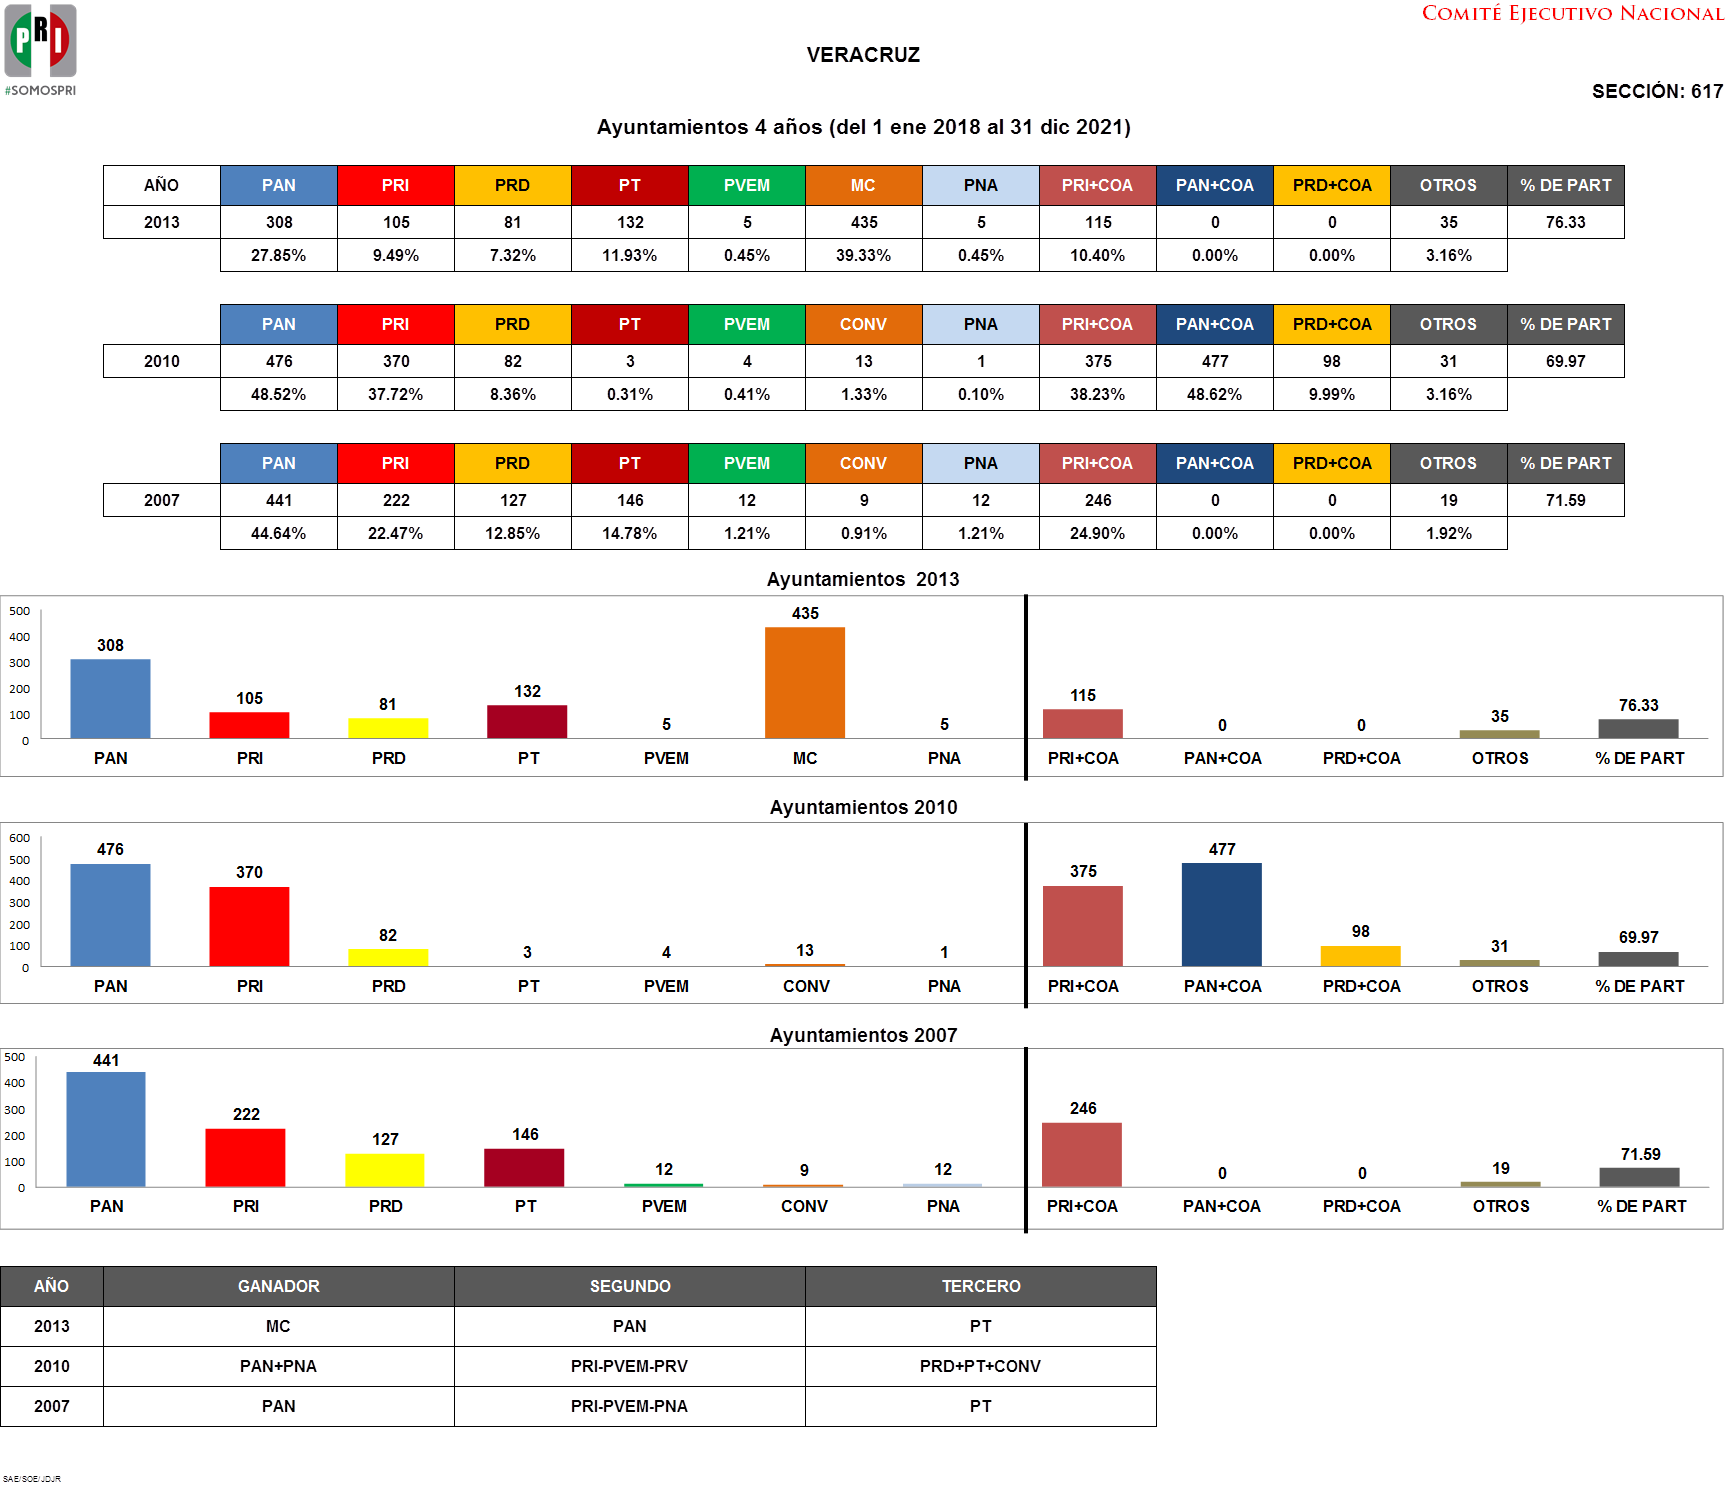 PRI
#SOMOSPRI
COMITÉ EJECUTIVO NACIONAL
VERACRUZ
SECCIÓN: 617
Ayuntamientos 4 años (del 1 ene 2018 al 31 dic 2021)
AÑO PAN PRI PRD PT PVEM MC PNA PRI+COA PAN+COA PRD+COA OTROS % DE PART
2013 308 105 81 132 5 435 5 115 0 0 35 76.33
27.85% 9.49% 7.32% 11.93% 0.45% 39.33% 0.45% 10.40% 0.00% 0.00% 3.16%
PAN PRI PRD PT PVEM CONV PNA PRI+COA PAN+COA PRD+COA OTROS % DE PART
2010 476 370 82 3 4 13 1 375 477 98 31 69.97
48.52% 37.72% 8.36% 0.31% 0.41% 1.33% 0.10% 38.23% 48.62% 9.99% 3.16%
PAN PRI PRD PT PVEM CONV PNA PRI+COA PAN+COA PRD+COA OTROS % DE PART
2007 441 222 127 146 12 9 12 246 0 0 19 71.59
44.64% 22.47% 12.85% 14.78% 1.21% 0.91% 1.21% 24.90% 0.00% 0.00% 1.92%
Ayuntamientos 2013
500
400
300
200
100
0
308 105 81 132 5 435 5 115 0 0 35 76.33
PAN PRI PRD PT PVEM MC PNA PRI+COA PAN+COA PRD+COA OTROS % DE PART
Ayuntamientos 2010
600
500
400
300
200
100
0
476 370 82 3 4 13 1 375 477 98 31 69.97
PAN PRI PRD PT PVEM CONV PNA PRI+COA PAN+COA PRD+COA OTROS % DE PART
Ayuntamientos 2007
500
400
300
200
100
0
441 222 127 146 12 9 12 246 0 0 19 71.59
PAN PRI PRD PT PVEM CONV PNA PRI+COA PAN+COA PRD+COA OTROS % DE PART
AÑO GANADOR SEGUNDO TERCERO
2013 MC PAN PT
2010 PAN+PNA PRI-PVEM-PRV PRD+PT+CONV
2007 PAN PRI-PVEM-PNA PT
SAE/SOE/JDJR